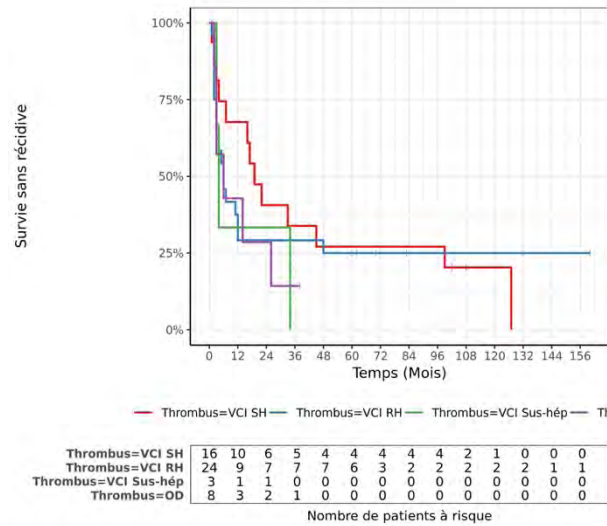 100%
75%
50%
25%
0%
Survie sans récidive
0 12 24 36 48 60 72 84 96 108 120 132 144 156
Temps (Mois)
Thrombus=VCI SH Thrombus=VCI RH Thrombus=VCI Sus-hép T
Thrombus=VCI SH 16 10 6 5 4 4 4 4 4 2 1 0 0 0
Thrombus=VCI RH 24 9 7 7 7 6 3 2 2 2 2 2 1 1
Thrombus=VCI Sus-hép 3 1 1 0 0 0 0 0 0 0 0 0 0 0
Thrombus=OD 8 3 2 1 0 0 0 0 0 0 0 0 0 0
Nombre de patients à risque